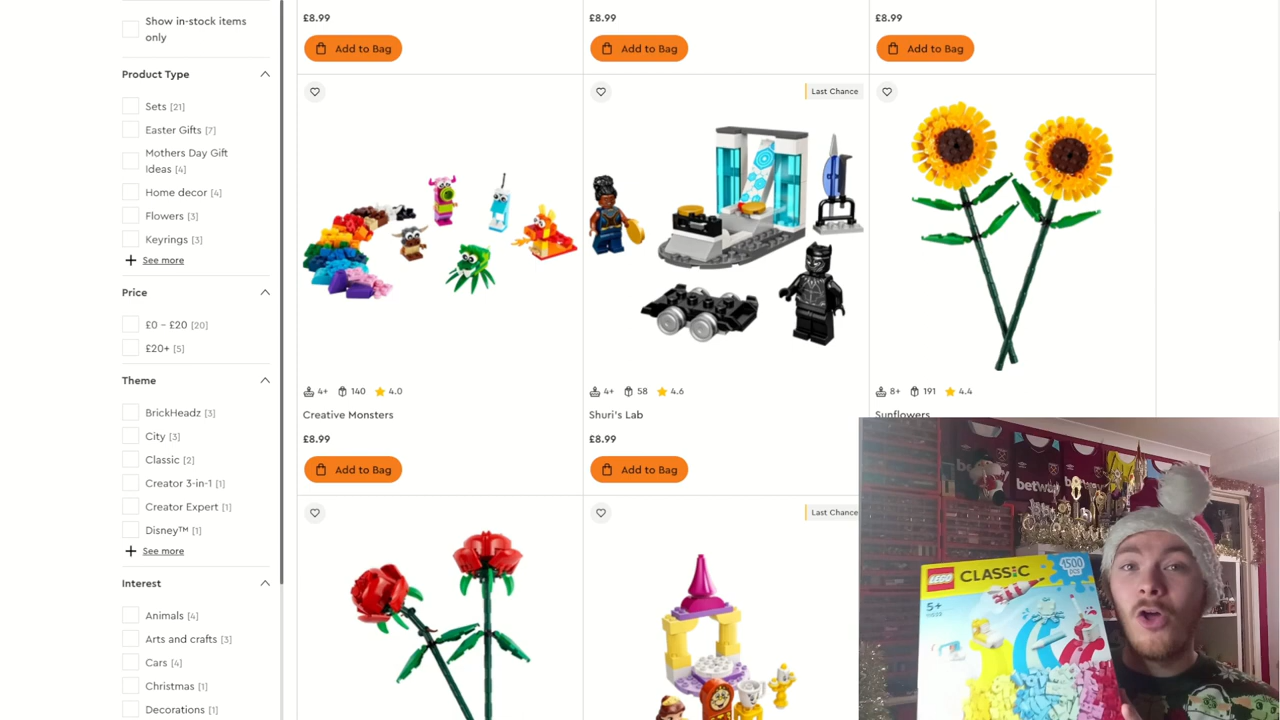 Show in-stock items
only
Product Type
Sets [21]
Easter Gifts [7]
Mothers Day Gift
Ideas [4]
Home decor [4]
Flowers [3]
Keyrings [3]
See more
Price
£0 – £20 [20]
£20+ [5]
Theme
BrickHeadz [3]
City [3]
Classic [2]
Creator 3-in-1 [1]
Creator Expert [1]
Disney™ [1]
See more
Interest
Animals [4]
Arts and crafts [3]
Cars [4]
Christmas [1]
Decorations [1]
£8.99
Add to Bag
£8.99
Add to Bag
£8.99
Add to Bag
4+ 140 4.0
Creative Monsters
£8.99
Add to Bag
Last Chance
4+ 58 4.6
Shuri's Lab
£8.99
Add to Bag
8+ 191 4.4
Sunflowers
Last Chance
betway
LEGO CLASSIC
1500
PCS
5+